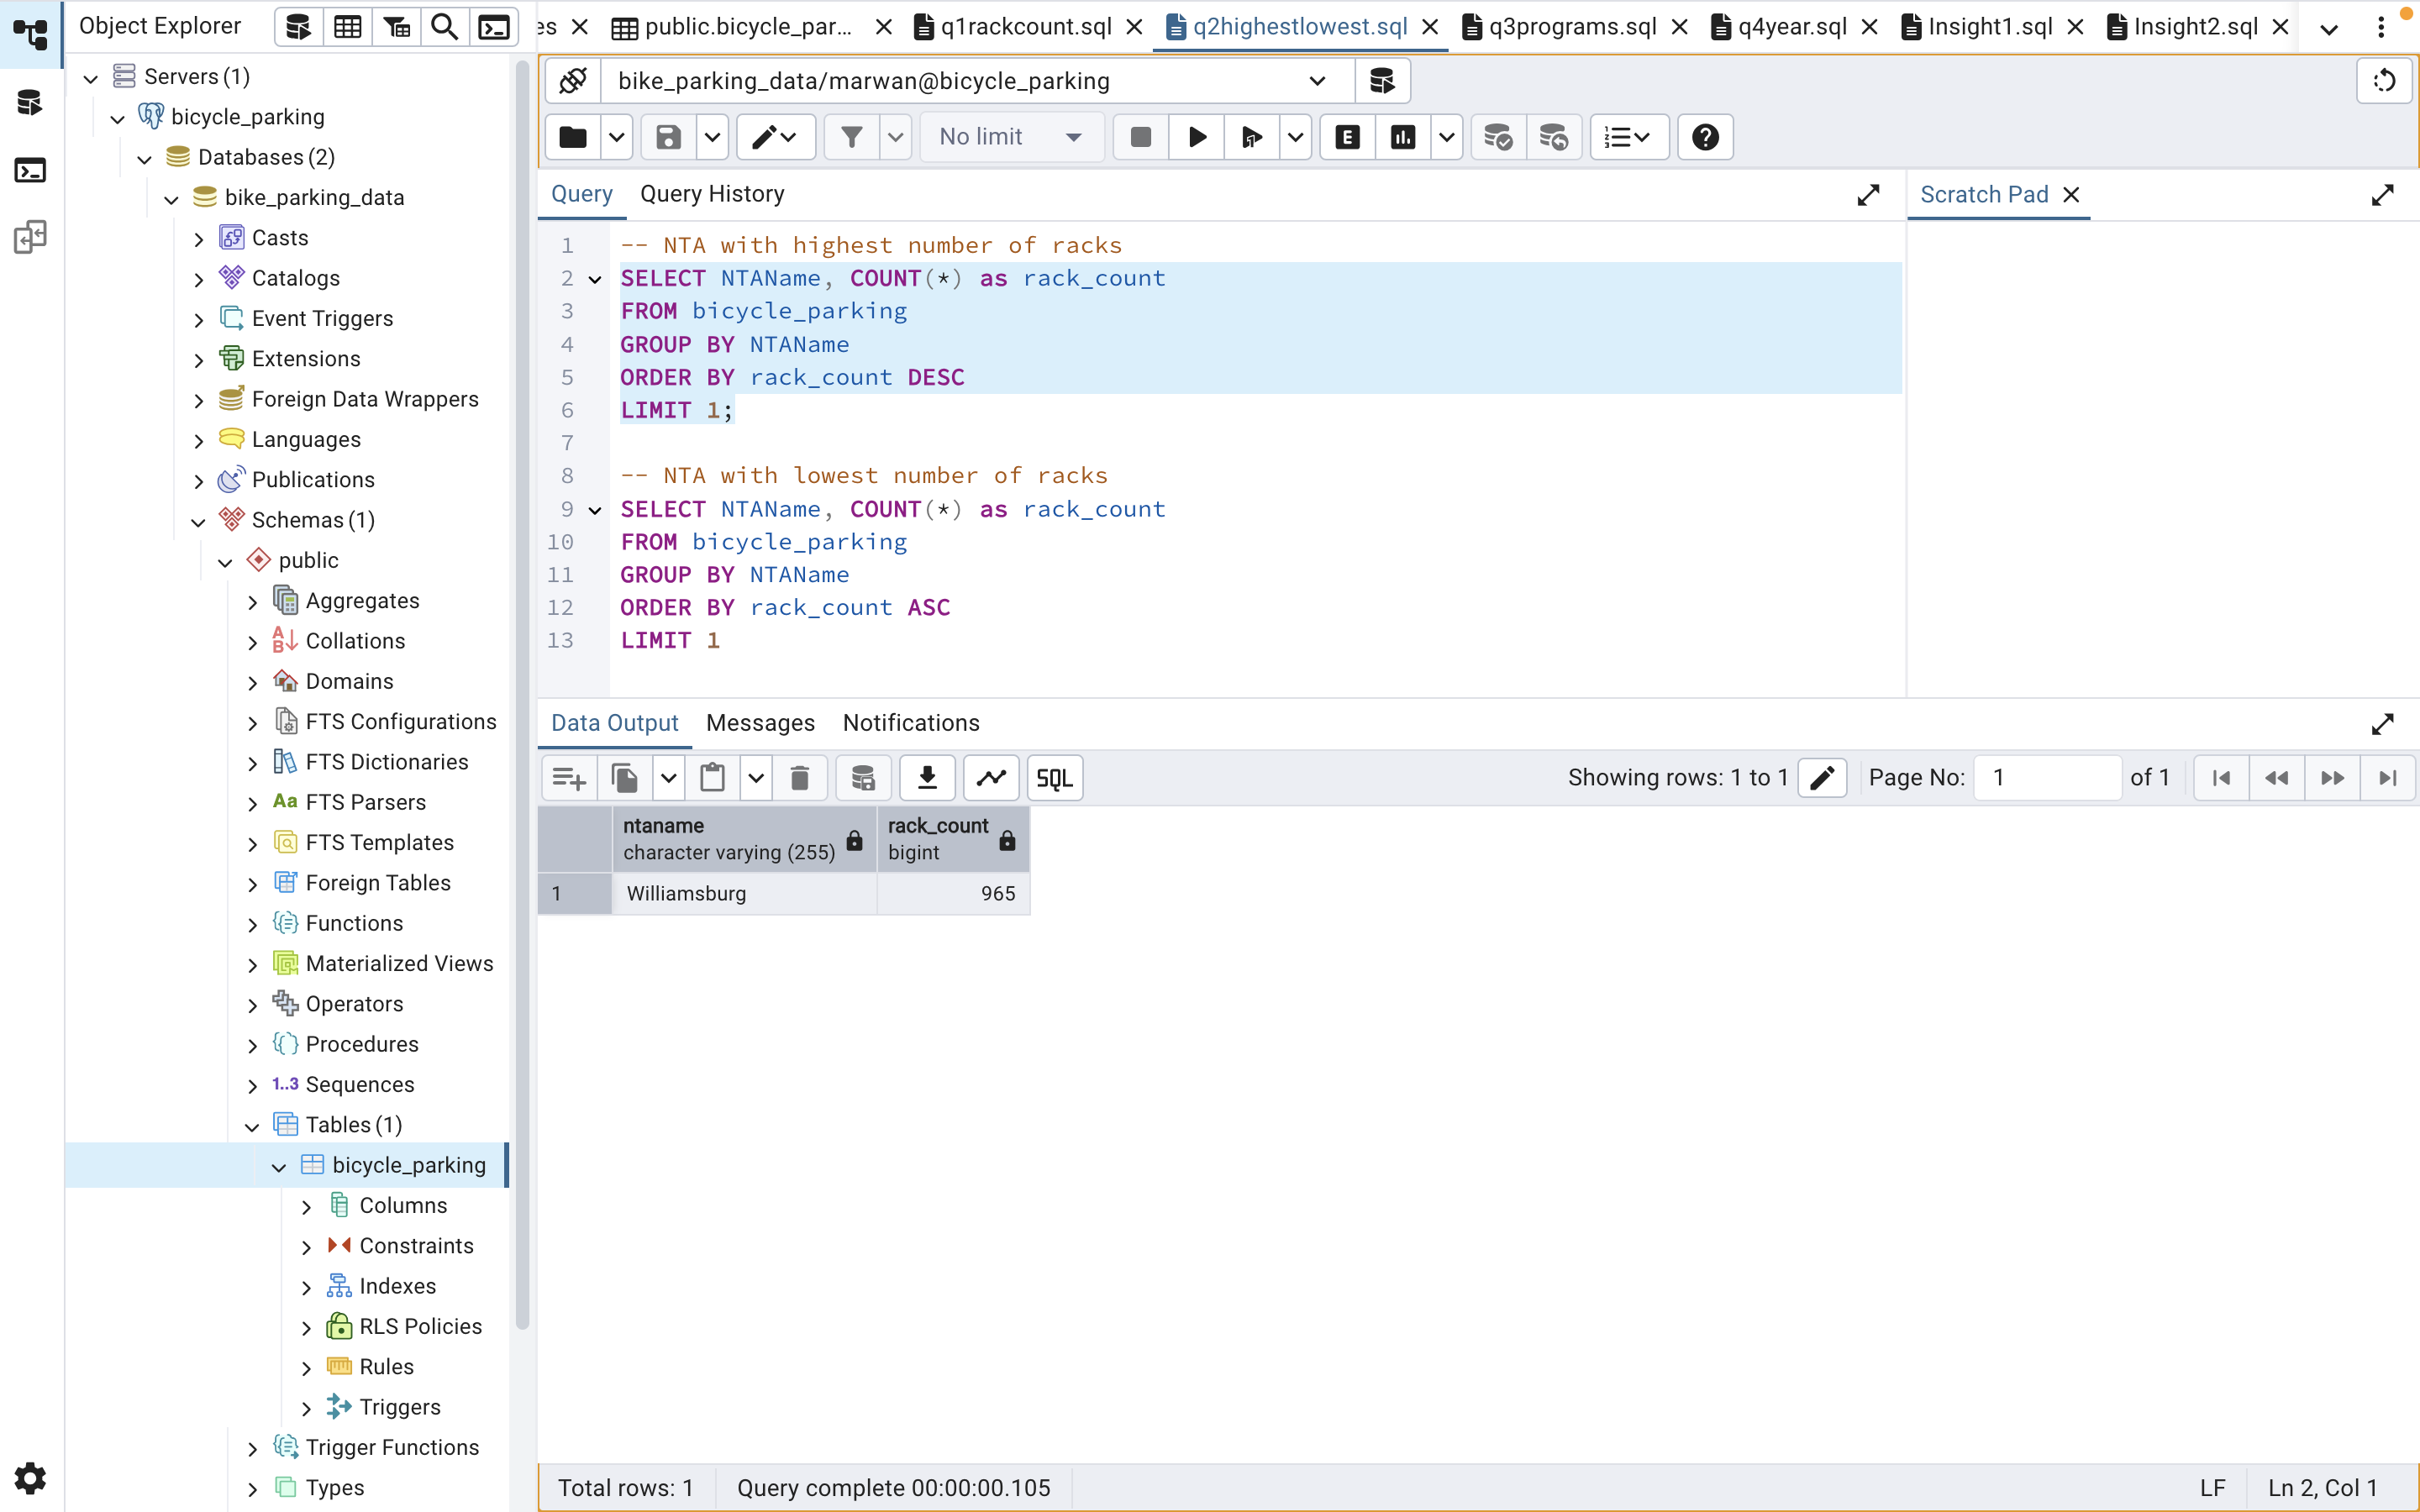 Object Explorer
Servers (1)
bicycle_parking
Databases (2)
bike_parking_data
Casts
Catalogs
Event Triggers
Extensions
Foreign Data Wrappers
Languages
Publications
Schemas (1)
public
Aggregates
Collations
Domains
FTS Configurations
FTS Dictionaries
Aa FTS Parsers
FTS Templates
Foreign Tables
Functions
Materialized Views
Operators
Procedures
1..3 Sequences
Tables (1)
bicycle_parking
Columns
Constraints
Indexes
RLS Policies
Rules
Triggers
Trigger Functions
Types
es public.bicycle_par... q1rackcount.sql q2highestlowest.sql q3programs.sql q4year.sql Insight1.sql Insight2.sql
bike_parking_data/marwan@bicycle_parking
No limit E
Query Query History
Scratch Pad
1 -- NTA with highest number of racks
2 SELECT NTAName, COUNT(*) as rack_count
3 FROM bicycle_parking
4 GROUP BY NTAName
5 ORDER BY rack_count DESC
6 LIMIT 1;
7
8 -- NTA with lowest number of racks
9 SELECT NTAName, COUNT(*) as rack_count
10 FROM bicycle_parking
11 GROUP BY NTAName
12 ORDER BY rack_count ASC
13 LIMIT 1
Data Output Messages Notifications
SQL Showing rows: 1 to 1 Page No: 1 of 1
ntaname rack_count
character varying (255) bigint
1 Williamsburg 965
Total rows: 1 Query complete 00:00:00.105 LF Ln 2, Col 1